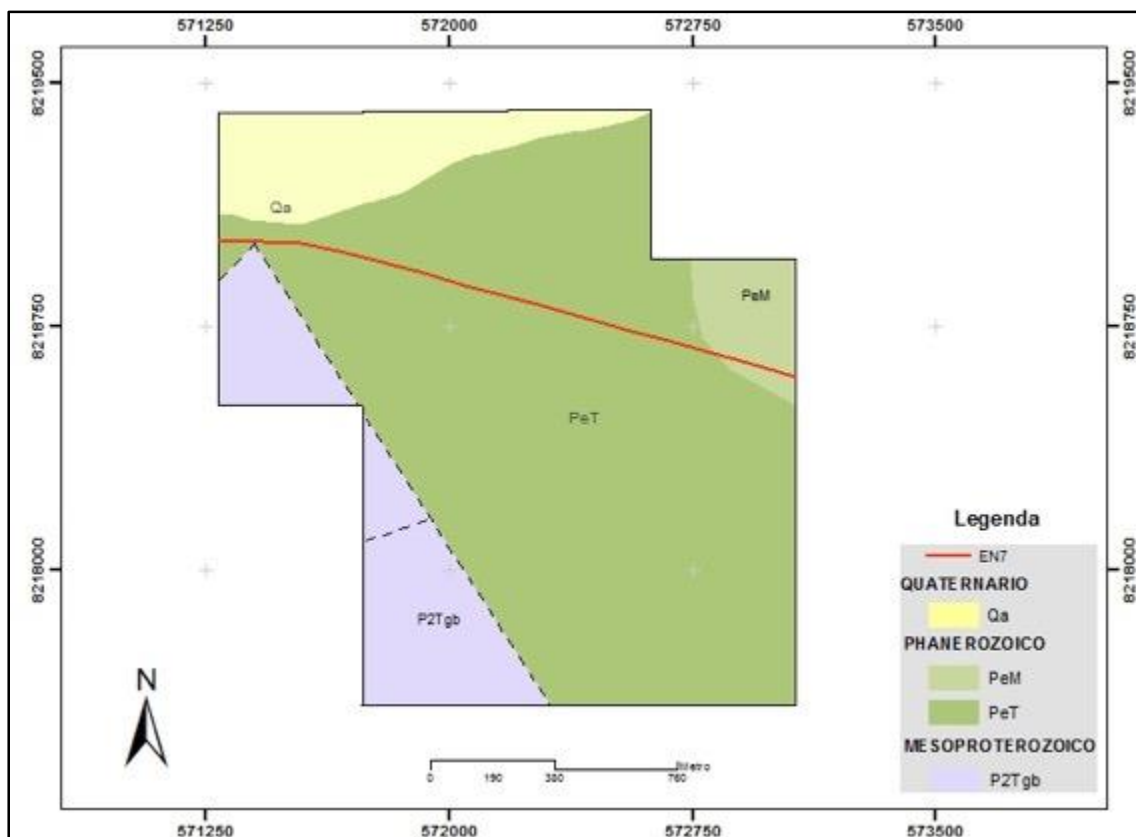 571250 572000 572750 573500
8219500 8219500
Qa
PeM
8218750 8218750
PeT
Legenda
EN7
8218000 8218000
QUATERNARIO
Qa
P2Tgb
PHANEROZOICO
PeM
N
PeT
MESOPROTEROZOICO
Metro
0 190 380 760
P2Tgb
571250 572000 572750 573500